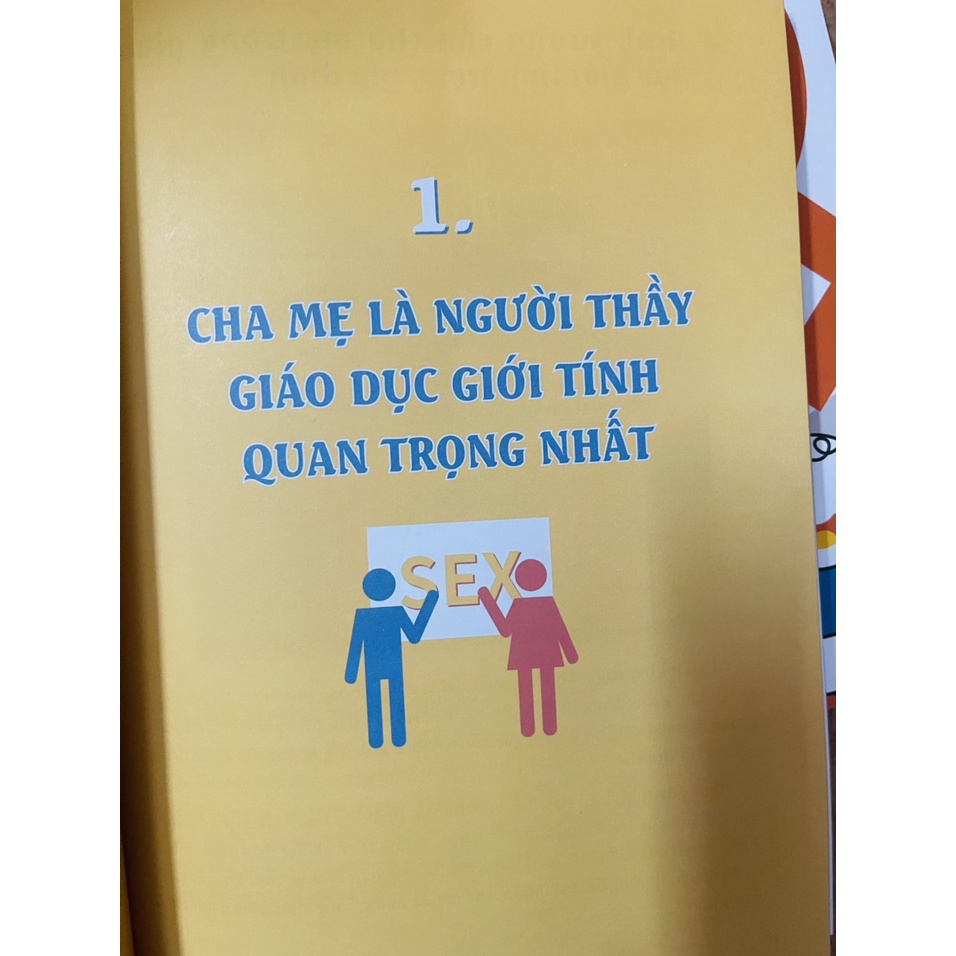 1.
CHA MẸ LÀ NGƯỜI THẦY
GIÁO DỤC GIỚI TÍNH
QUAN TRỌNG NHẤT
SEX